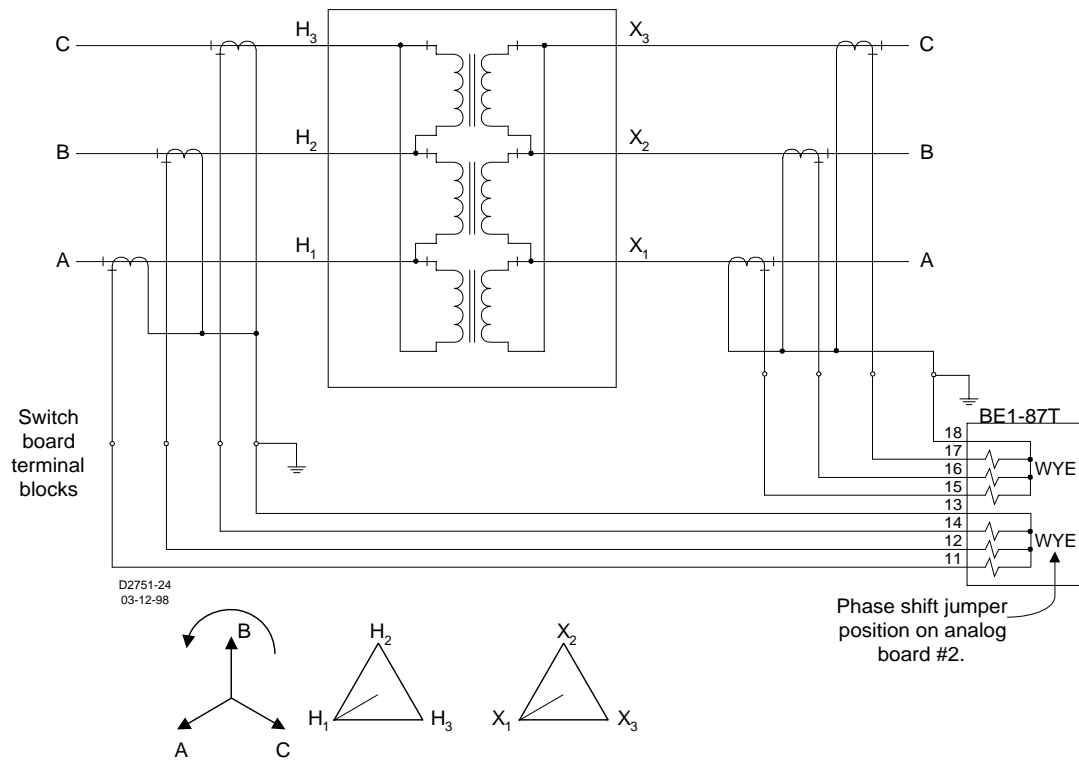 C
H3
X3
C
B
H2
X2
B
A
H1
X1
A
Switch
board
terminal
blocks
BE1-87T
18
17
16
15
13
14
12
11
WYE
WYE
D2751-24
03-12-98
Phase shift jumper
position on analog
board #2.
B
A
C
H2
H1
H3
X2
X1
X3